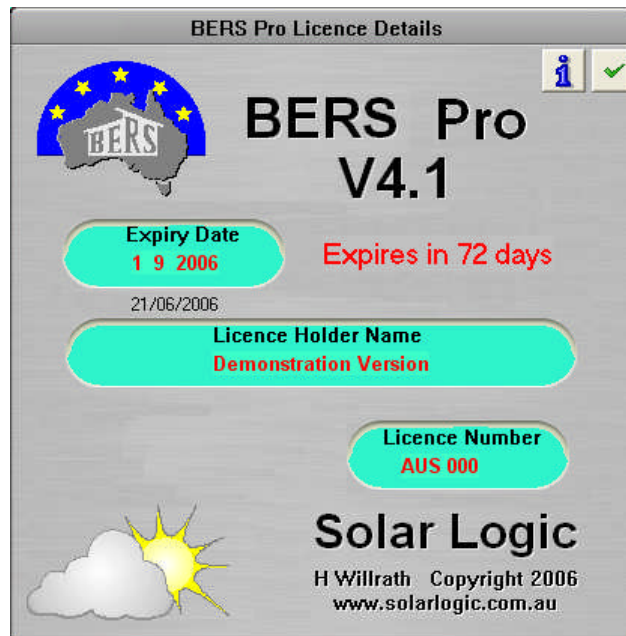 BERS Pro Licence Details
BERS
BERS Pro
V4.1
Expiry Date
1 9 2006
Expires in 72 days
21/06/2006
Licence Holder Name
Demonstration Version
Licence Number
AUS 000
Solar Logic
H Willrath Copyright 2006
www.solarlogic.com.au